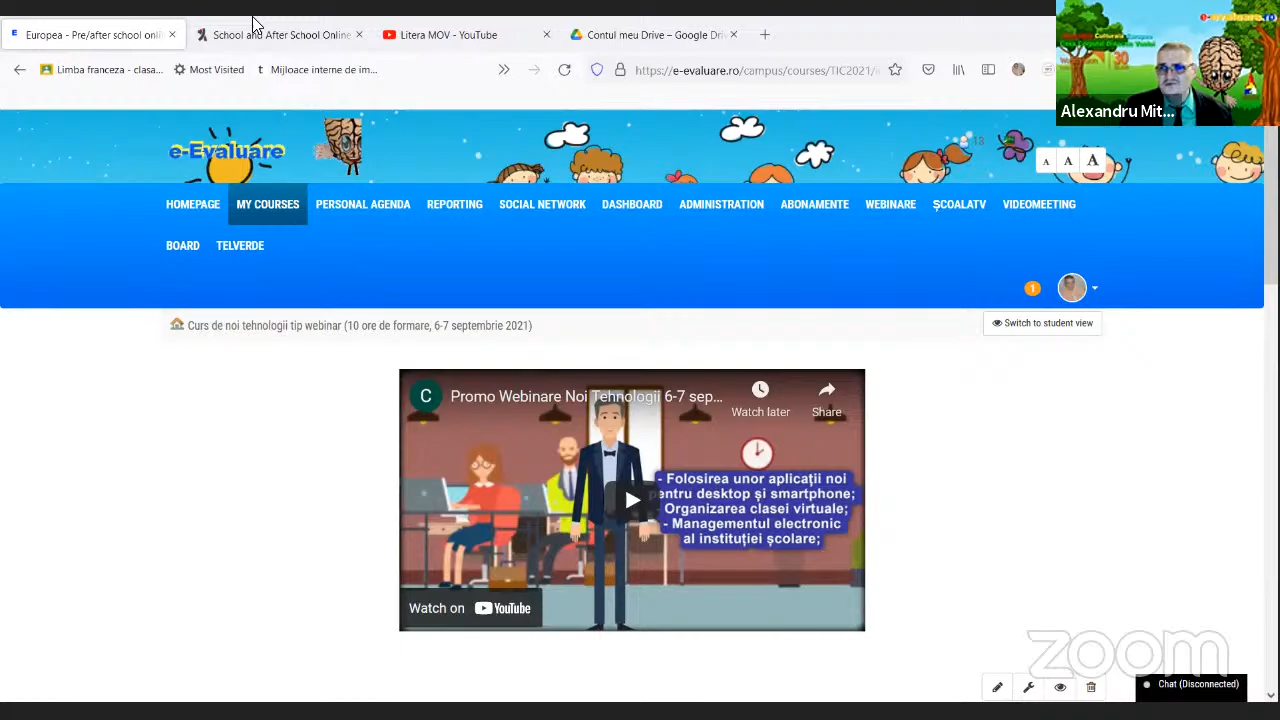 Europea - Pre/after school onli
School and After School Online
Litera MOV - YouTube
Contul meu Drive – Google Dri
Limba franceza - clasa...
Most Visited
t Mijloace interne de îm...
https://e-evaluare.ro/campus/courses/TIC2021/
e-evaluare.ro
Alexandru Mit...
e-Evaluare
13
A A A
HOMEPAGE MY COURSES PERSONAL AGENDA REPORTING SOCIAL NETWORK DASHBOARD ADMINISTRATION ABONAMENTE WEBINARE ȘCOALATV VIDEOMEETING
BOARD TELVERDE
1
Curs de noi tehnologii tip webinar (10 ore de formare, 6-7 septembrie 2021)
Switch to student view
C Promo Webinare Noi Tehnologii 6-7 sep...
Watch later
Share
- Folosirea unor aplicații noi
pentru desktop și smartphone;
Organizarea clasei virtuale;
- Managementul electronic
al instituției școlare;
Watch on YouTube
zoom
Chat (Disconnected)